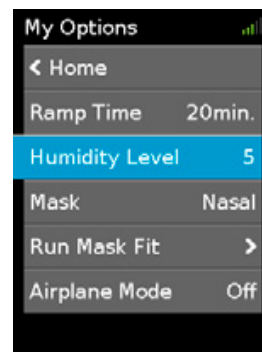 My Options
< Home
Ramp Time 20min.
Humidity Level 5
Mask Nasal
Run Mask Fit >
Airplane Mode Off